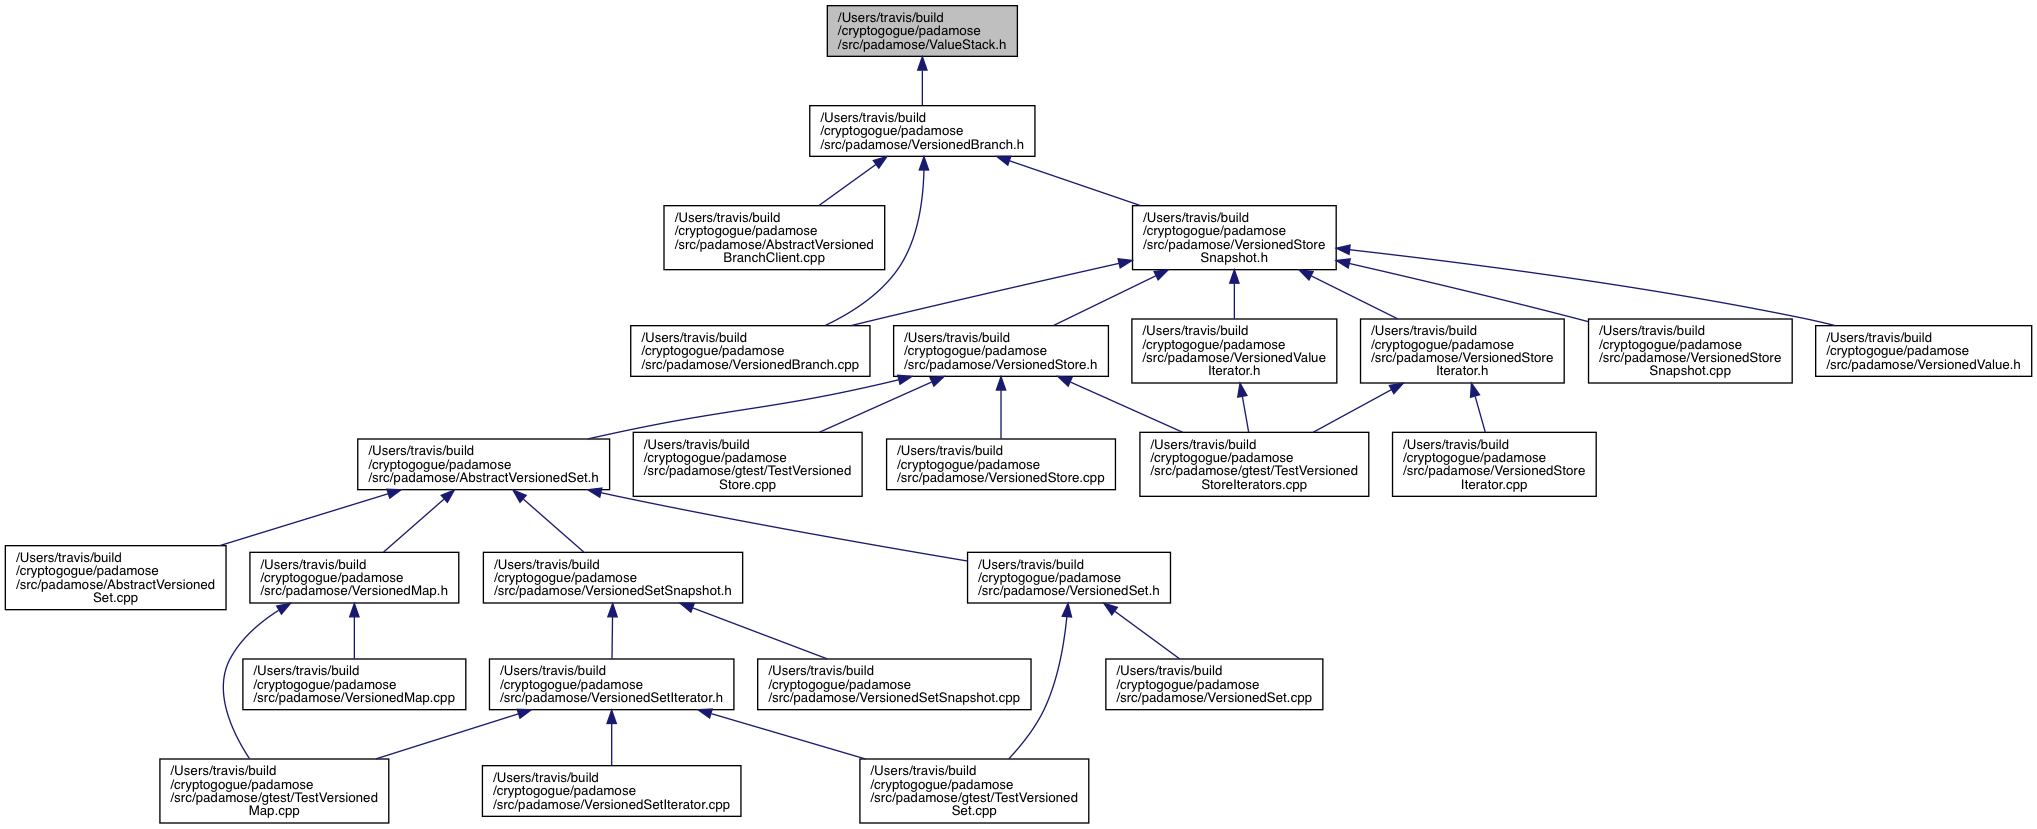 /Users/travis/build
/cryptogogue/padamose
/src/padamose/ValueStack.h
/Users/travis/build
/cryptogogue/padamose
/src/padamose/VersionedBranch.h
/Users/travis/build
/cryptogogue/padamose
/src/padamose/AbstractVersioned
BranchClient.cpp
/Users/travis/build
/cryptogogue/padamose
/src/padamose/VersionedStore
Snapshot.h
/Users/travis/build
/cryptogogue/padamose
/src/padamose/VersionedBranch.cpp
/Users/travis/build
/cryptogogue/padamose
/src/padamose/VersionedStore.h
/Users/travis/build
/cryptogogue/padamose
/src/padamose/VersionedValue
Iterator.h
/Users/travis/build
/cryptogogue/padamose
/src/padamose/VersionedStore
Iterator.h
/Users/travis/build
/cryptogogue/padamose
/src/padamose/VersionedStore
Snapshot.cpp
/Users/travis/build
/cryptogogue/padamose
/src/padamose/VersionedValue.h
/Users/travis/build
/cryptogogue/padamose
/src/padamose/AbstractVersionedSet.h
/Users/travis/build
/cryptogogue/padamose
/src/padamose/gtest/TestVersioned
Store.cpp
/Users/travis/build
/cryptogogue/padamose
/src/padamose/VersionedStore.cpp
/Users/travis/build
/cryptogogue/padamose
/src/padamose/gtest/TestVersioned
StoreIterators.cpp
/Users/travis/build
/cryptogogue/padamose
/src/padamose/VersionedStore
Iterator.cpp
/Users/travis/build
/cryptogogue/padamose
/src/padamose/AbstractVersioned
Set.cpp
/Users/travis/build
/cryptogogue/padamose
/src/padamose/VersionedMap.h
/Users/travis/build
/cryptogogue/padamose
/src/padamose/VersionedSetSnapshot.h
/Users/travis/build
/cryptogogue/padamose
/src/padamose/VersionedSet.h
/Users/travis/build
/cryptogogue/padamose
/src/padamose/VersionedMap.cpp
/Users/travis/build
/cryptogogue/padamose
/src/padamose/VersionedSetIterator.h
/Users/travis/build
/cryptogogue/padamose
/src/padamose/VersionedSetSnapshot.cpp
/Users/travis/build
/cryptogogue/padamose
/src/padamose/VersionedSet.cpp
/Users/travis/build
/cryptogogue/padamose
/src/padamose/gtest/TestVersioned
Map.cpp
/Users/travis/build
/cryptogogue/padamose
/src/padamose/VersionedSetIterator.cpp
/Users/travis/build
/cryptogogue/padamose
/src/padamose/gtest/TestVersioned
Set.cpp